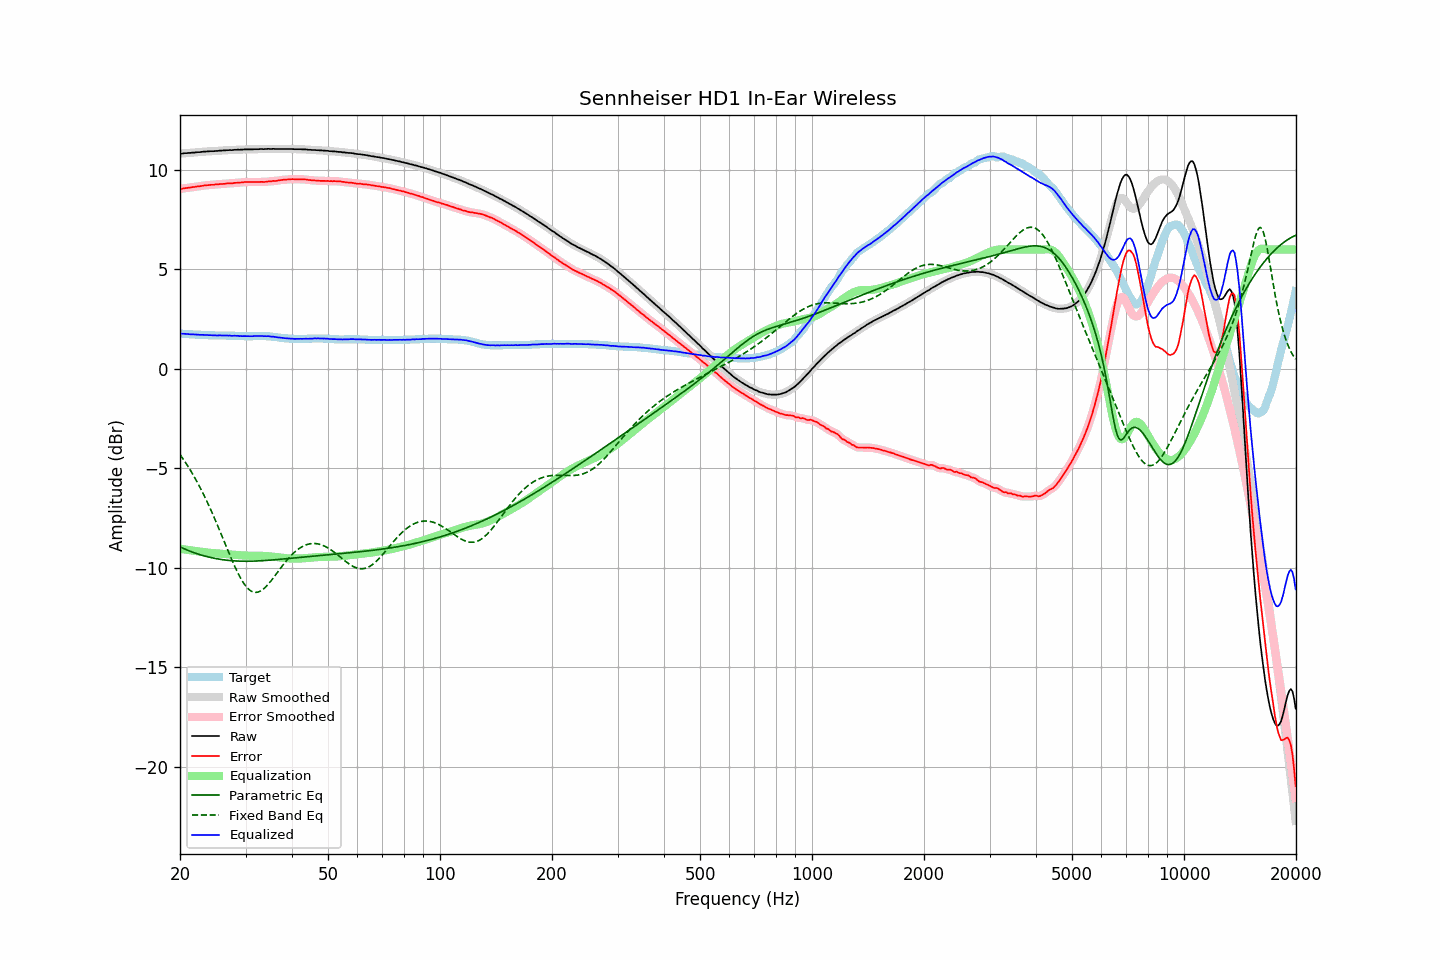 Sennheiser HD1 In-Ear Wireless
Amplitude (dBr)
10
5
0
−5
−10
−15
−20
Target
Raw Smoothed
Error Smoothed
Raw
Error
Equalization
Parametric Eq
Fixed Band Eq
Equalized
20 50 100 200 500 1000 2000 5000 10000 20000
Frequency (Hz)